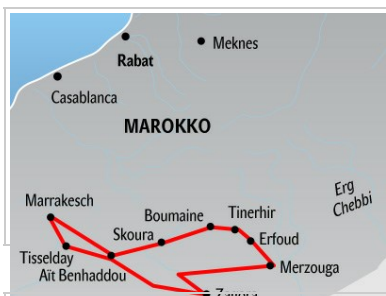 Rabat
Meknes
Casablanca
MAROKKO
Marrakesch
Boumaine
Tinerhir
Erg
Chebbi
Skoura
Erfoud
Tisselday
Aït Benhaddou
Merzouga